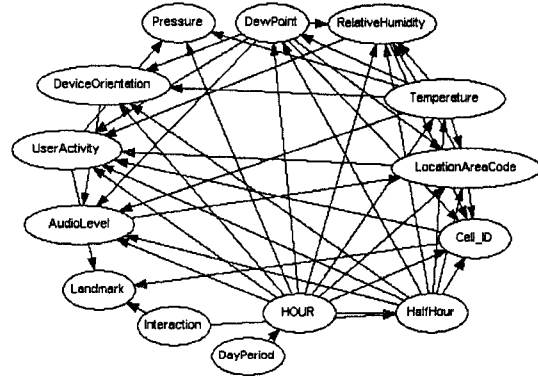 Pressure
DewPoint
RelativeHumidity
DeviceOrientation
Temperature
UserActivity
LocationAreaCode
AudioLevel
Cell_ID
Landmark
Interaction
HOUR
HalfHour
DayPeriod